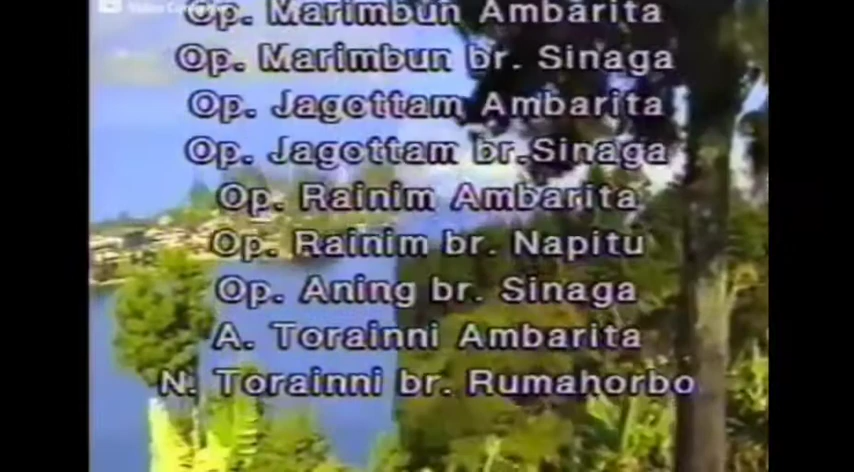 Op. Marimbun Ambarita
Op. Marimbun br. Sinaga
Op. Jagottam Ambarita
Op. Jagottam br.Sinaga
Op. Rainim Ambarita
Op. Rainim br. Napitu
Op. Aning br. Sinaga
A. Torainni Ambarita
N. Torainni br. Rumahorbo